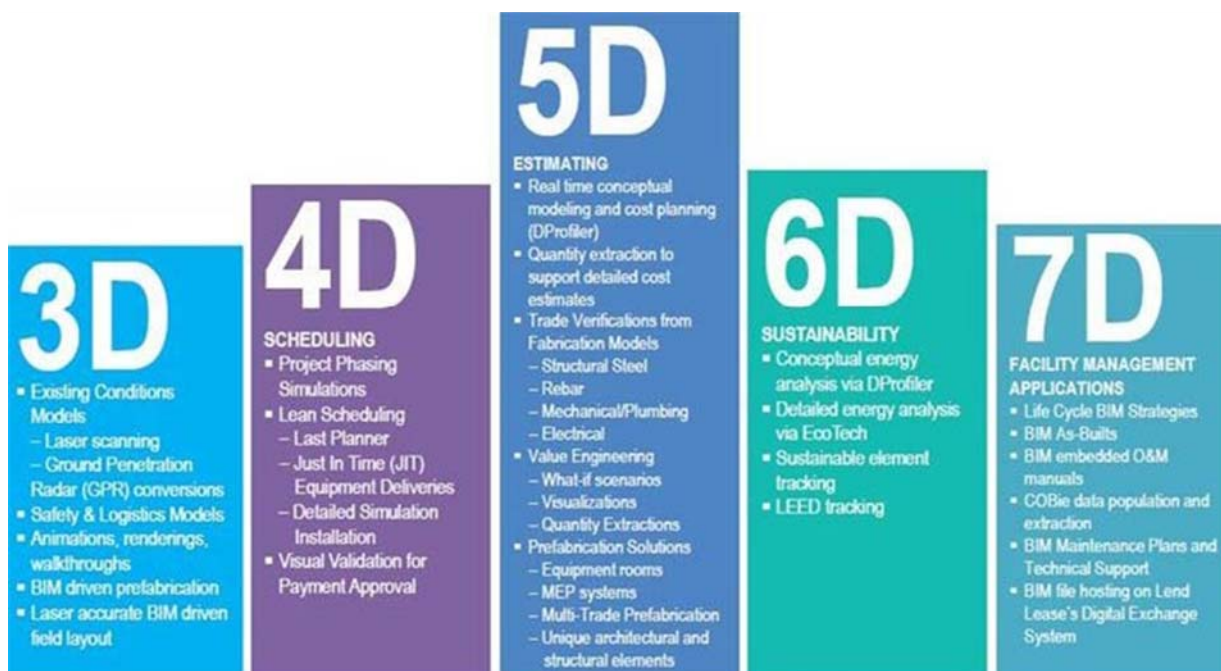 3D
▪ Existing Conditions
Models
– Laser scanning
– Ground Penetration
Radar (GPR) conversions
▪ Safety & Logistics Models
▪ Animations, renderings,
walkthroughs
▪ BIM driven prefabrication
▪ Laser accurate BIM driven
field layout
4D
SCHEDULING
▪ Project Phasing
Simulations
▪ Lean Scheduling
– Last Planner
– Just In Time (JIT)
Equipment Deliveries
– Detailed Simulation
Installation
▪ Visual Validation for
Payment Approval
5D
ESTIMATING
▪ Real time conceptual
modeling and cost planning
(DProfiler)
▪ Quantity extraction to
support detailed cost
estimates
▪ Trade Verifications from
Fabrication Models
– Structural Steel
– Rebar
– Mechanical/Plumbing
– Electrical
▪ Value Engineering
– What-if scenarios
– Visualizations
– Quantity Extractions
▪ Prefabrication Solutions
– Equipment rooms
– MEP systems
– Multi-Trade Prefabrication
– Unique architectural and
structural elements
6D
SUSTAINABILITY
▪ Conceptual energy
analysis via DProfiler
▪ Detailed energy analysis
via EcoTech
▪ Sustainable element
tracking
▪ LEED tracking
7D
FACILITY MANAGEMENT
APPLICATIONS
▪ Life Cycle BIM Strategies
▪ BIM As-Builts
▪ BIM embedded O&M
manuals
▪ COBie data population and
extraction
▪ BIM Maintenance Plans and
Technical Support
▪ BIM file hosting on Lend
Lease's Digital Exchange
System